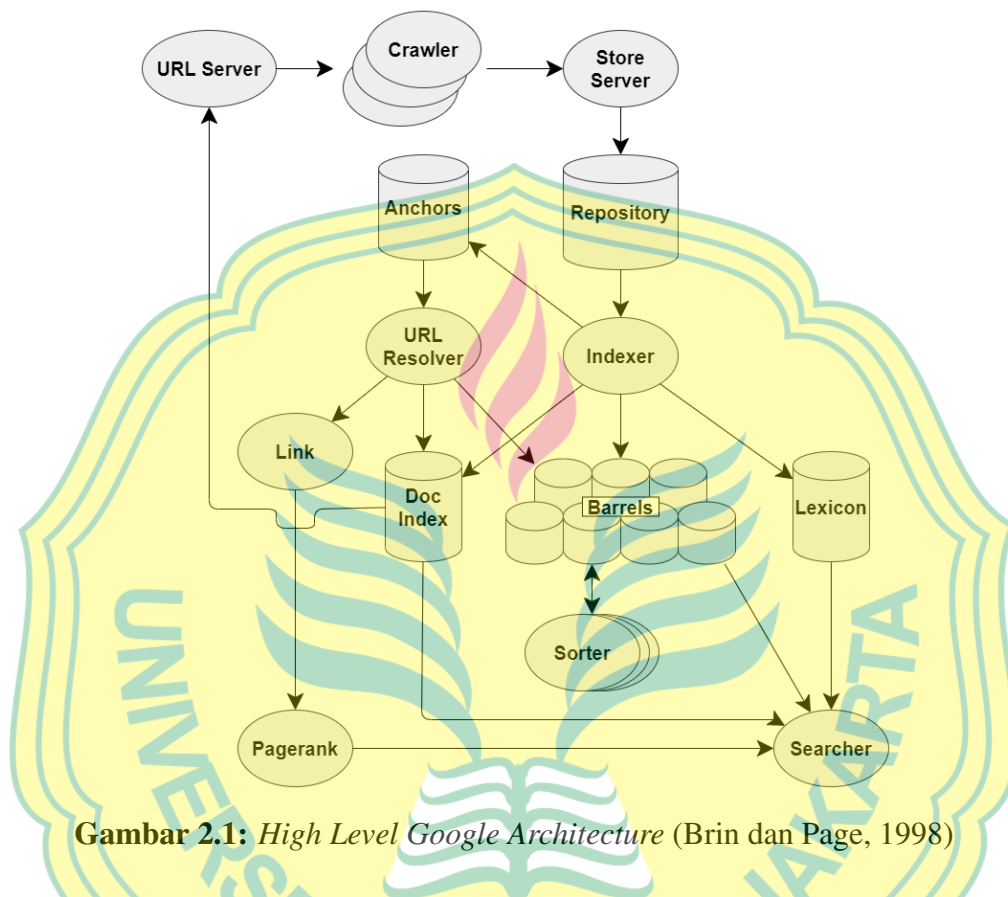 URL Server
Crawler
Store
Server
Anchors
Repository
URL
Resolver
Indexer
Link
Doc
Index
Barrels
Lexicon
Sorter
Pagerank
Searcher
Gambar 2.1: High Level Google Architecture (Brin dan Page, 1998)